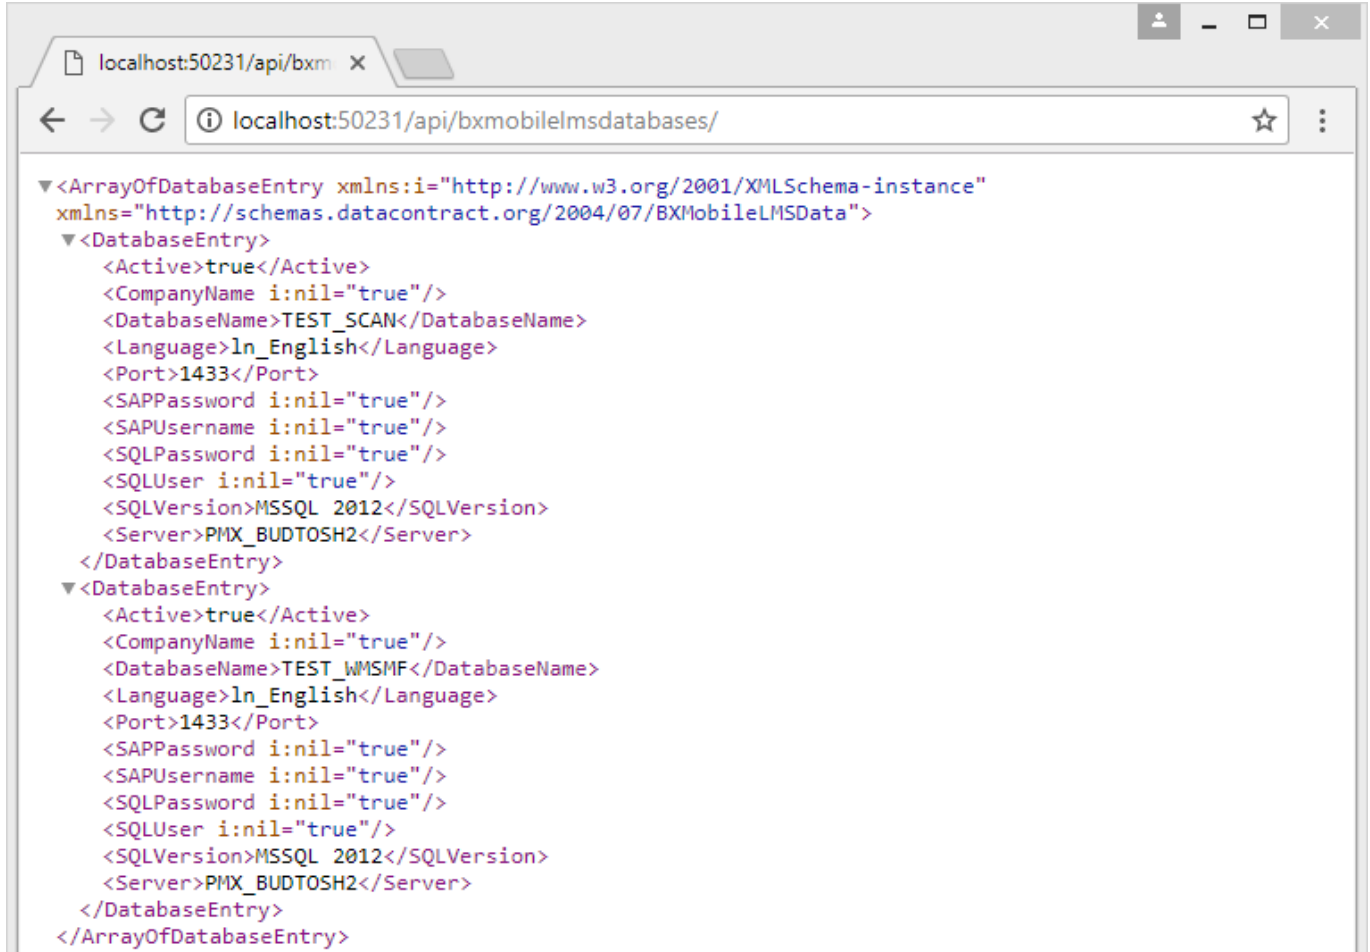 localhost:50231/api/bxm
localhost:50231/api/bxmobilelmsdatabases/
<ArrayOfDatabaseEntry xmlns:i="http://www.w3.org/2001/XMLSchema-instance"
xmlns="http://schemas.datacontract.org/2004/07/BXMobileLMSData">
<DatabaseEntry>
<Active>true</Active>
<CompanyName i:nil="true"/>
<DatabaseName>TEST_SCAN</DatabaseName>
<Language>ln_English</Language>
<Port>1433</Port>
<SAPPassword i:nil="true"/>
<SAPUsername i:nil="true"/>
<SQLPassword i:nil="true"/>
<SQLUser i:nil="true"/>
<SQLVersion>MSSQL 2012</SQLVersion>
<Server>PMX_BUDTOSH2</Server>
</DatabaseEntry>
<DatabaseEntry>
<Active>true</Active>
<CompanyName i:nil="true"/>
<DatabaseName>TEST_WMSMF</DatabaseName>
<Language>ln_English</Language>
<Port>1433</Port>
<SAPPassword i:nil="true"/>
<SAPUsername i:nil="true"/>
<SQLPassword i:nil="true"/>
<SQLUser i:nil="true"/>
<SQLVersion>MSSQL 2012</SQLVersion>
<Server>PMX_BUDTOSH2</Server>
</DatabaseEntry>
</ArrayOfDatabaseEntry>